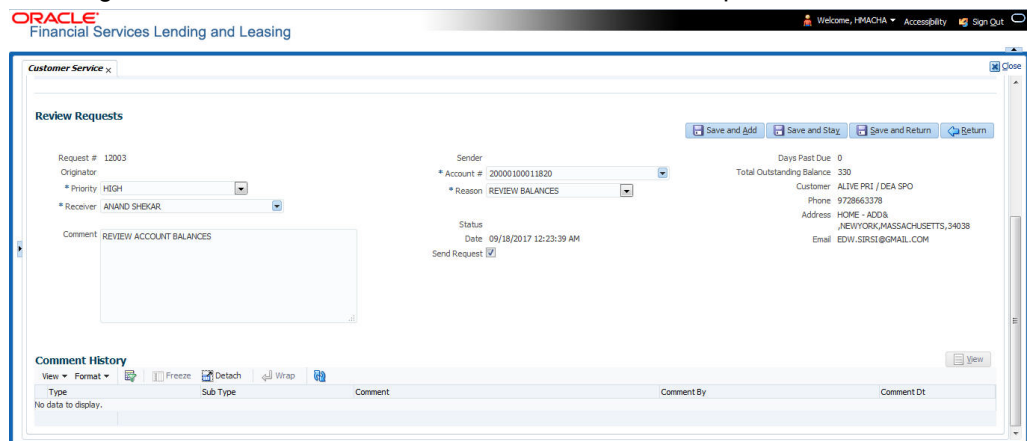 ORACLE
Financial Services Lending and Leasing
Welcome, HMACHA Accessibility Sign Out
Customer Service X
Close
Review Requests
Save and Add Save and Stay Save and Return Return
Request # 12003
Originator
* Priority HIGH
* Receiver ANAND SHEKAR
Comment REVIEW ACCOUNT BALANCES
Sender
* Account # 20000100011820
* Reason REVIEW BALANCES
Status
Date 09/18/2017 12:23:39 AM
Send Request
Days Past Due 0
Total Outstanding Balance 330
Customer ALIVE PRI / DEA SPO
Phone 9728663378
Address HOME - ADD&
,NEWYORK,MASSACHUSETTS,34038
Email EDW.SIRSI@GMAIL.COM
Comment History
View
View Format Freeze Detach Wrap
Type Sub Type Comment Comment By Comment Dt
No data to display.